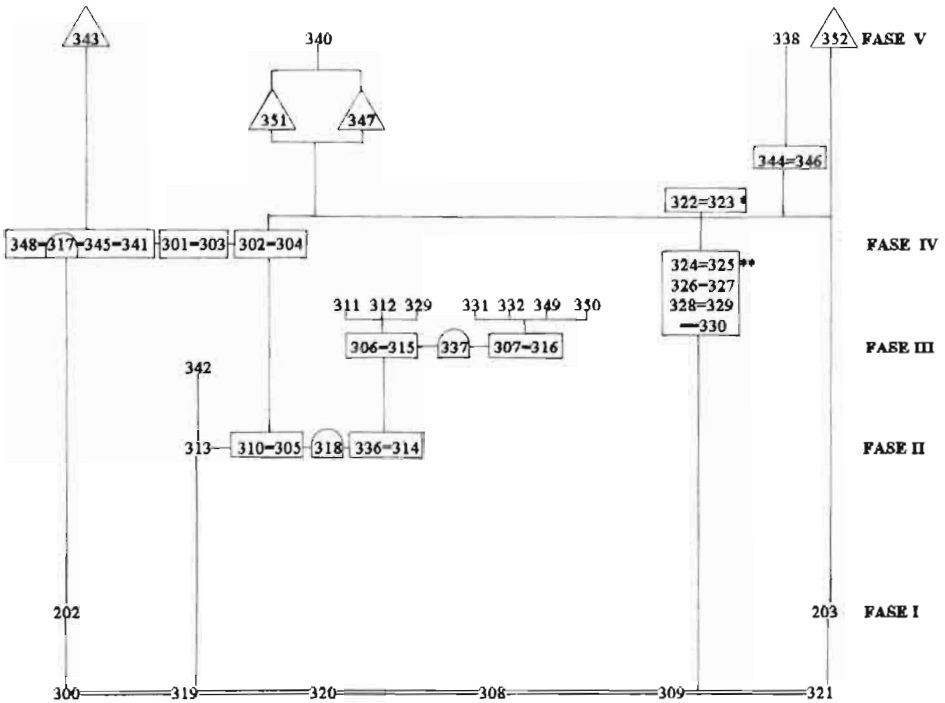 343 340 338 352 FASE V
351 347
344=346
322=323 *
348=317=345=341 301=303 302=304 FASE IV
324=325 **
326=327
328=329
=330
311 312 329 331 332 349 350
306=315 337 307=316 FASE III
342
313 310=305 318 336=314 FASE II
202 203 FASE I
300 319 320 308 309 321